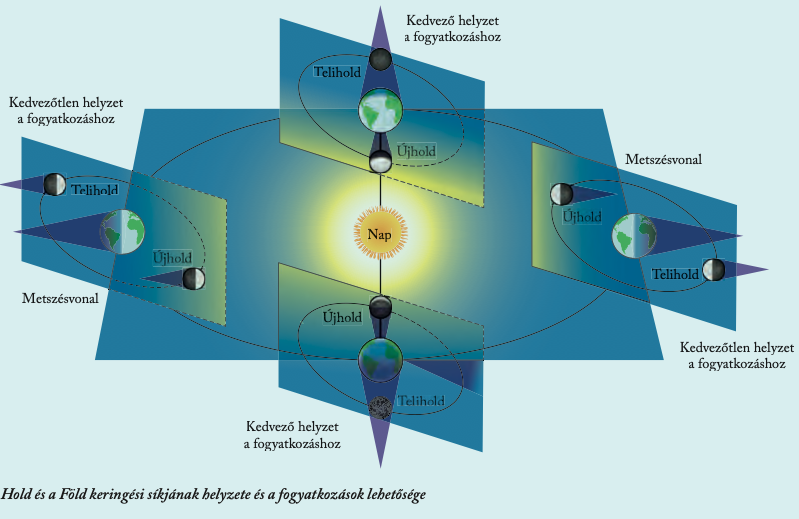 Kedvező helyzet
a fogyatkozáshoz
Telihold
Újhold
Kedvezőtlen helyzet
a fogyatkozáshoz
Telihold
Újhold
Metszésvonal
Nap
Metszésvonal
Újhold
Telihold
Kedvezőtlen helyzet
a fogyatkozáshoz
Újhold
Telihold
Kedvező helyzet
a fogyatkozáshoz
Hold és a Föld keringési síkjának helyzete és a fogyatkozások lehetősége